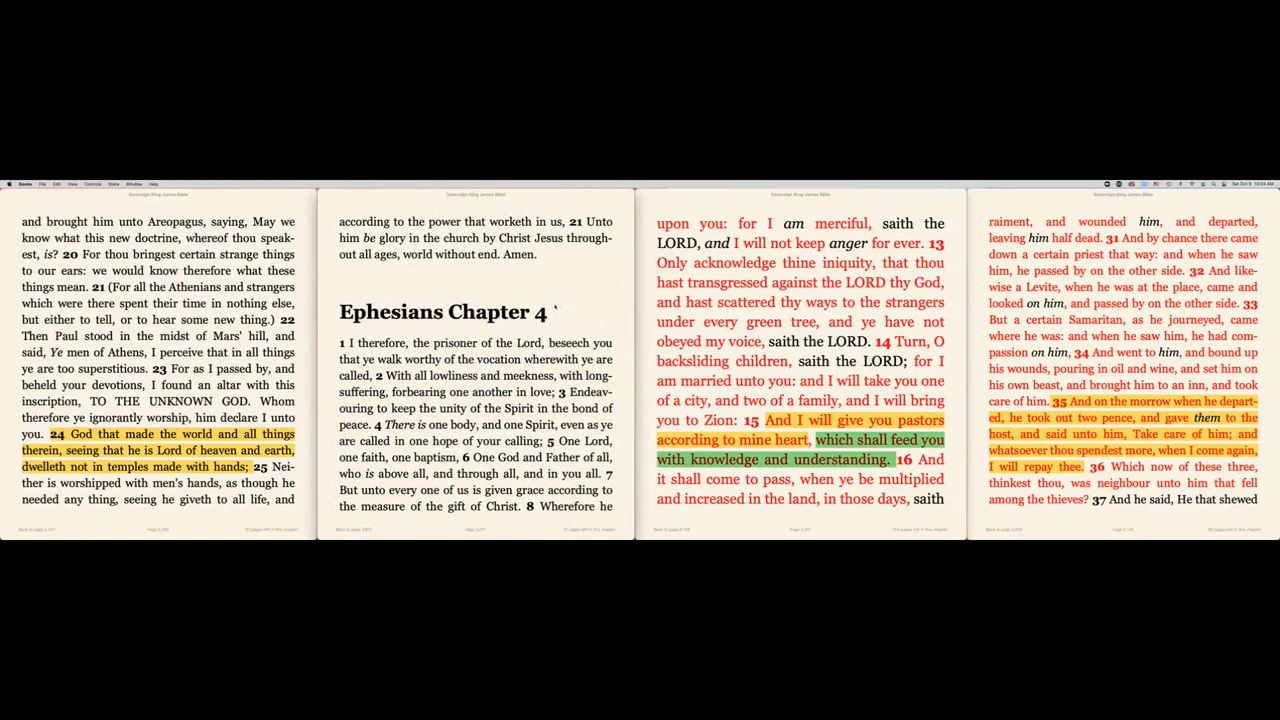 Books File Edit View Controls Store Window Help
Sat Oct 9 10:04 AM
Sovereign King James Bible
and brought him unto Areopagus, saying, May we
know what this new doctrine, whereof thou speak-
est, is? 20 For thou bringest certain strange things
to our ears: we would know therefore what these
things mean. 21 (For all the Athenians and strangers
which were there spent their time in nothing else,
but either to tell, or to hear some new thing.) 22
Then Paul stood in the midst of Mars' hill, and
said, Ye men of Athens, I perceive that in all things
ye are too superstitious. 23 For as I passed by, and
beheld your devotions, I found an altar with this
inscription, TO THE UNKNOWN GOD. Whom
therefore ye ignorantly worship, him declare I unto
you. 24 God that made the world and all things
therein, seeing that he is Lord of heaven and earth,
dwelleth not in temples made with hands; 25 Nei-
ther is worshipped with men's hands, as though he
needed any thing, seeing he giveth to all life, and
Sovereign King James Bible
according to the power that worketh in us, 21 Unto
him be glory in the church by Christ Jesus through-
out all ages, world without end. Amen.
Ephesians Chapter 4
1 I therefore, the prisoner of the Lord, beseech you
that ye walk worthy of the vocation wherewith ye are
called, 2 With all lowliness and meekness, with long-
suffering, forbearing one another in love; 3 Endeav-
ouring to keep the unity of the Spirit in the bond of
peace. 4 There is one body, and one Spirit, even as ye
are called in one hope of your calling; 5 One Lord,
one faith, one baptism, 6 One God and Father of all,
who is above all, and through all, and in you all. 7
But unto every one of us is given grace according to
the measure of the gift of Christ. 8 Wherefore he
Sovereign King James Bible
upon you: for I am merciful, saith the
LORD, and I will not keep anger for ever. 13
Only acknowledge thine iniquity, that thou
hast transgressed against the LORD thy God,
and hast scattered thy ways to the strangers
under every green tree, and ye have not
obeyed my voice, saith the LORD. 14 Turn, O
backsliding children, saith the LORD; for I
am married unto you: and I will take you one
of a city, and two of a family, and I will bring
you to Zion: 15 And I will give you pastors
according to mine heart, which shall feed you
with knowledge and understanding. 16 And
it shall come to pass, when ye be multiplied
and increased in the land, in those days, saith
Sovereign King James Bible
raiment, and wounded him, and departed,
leaving him half dead. 31 And by chance there came
down a certain priest that way: and when he saw
him, he passed by on the other side. 32 And like-
wise a Levite, when he was at the place, came and
looked on him, and passed by on the other side. 33
But a certain Samaritan, as he journeyed, came
where he was: and when he saw him, he had com-
passion on him, 34 And went to him, and bound up
his wounds, pouring in oil and wine, and set him on
his own beast, and brought him to an inn, and took
care of him. 35 And on the morrow when he depart-
ed, he took out two pence, and gave them to the
host, and said unto him, Take care of him; and
whatsoever thou spendest more, when I come again,
I will repay thee. 36 Which now of these three,
thinkest thou, was neighbour unto him that fell
among the thieves? 37 And he said, He that shewed